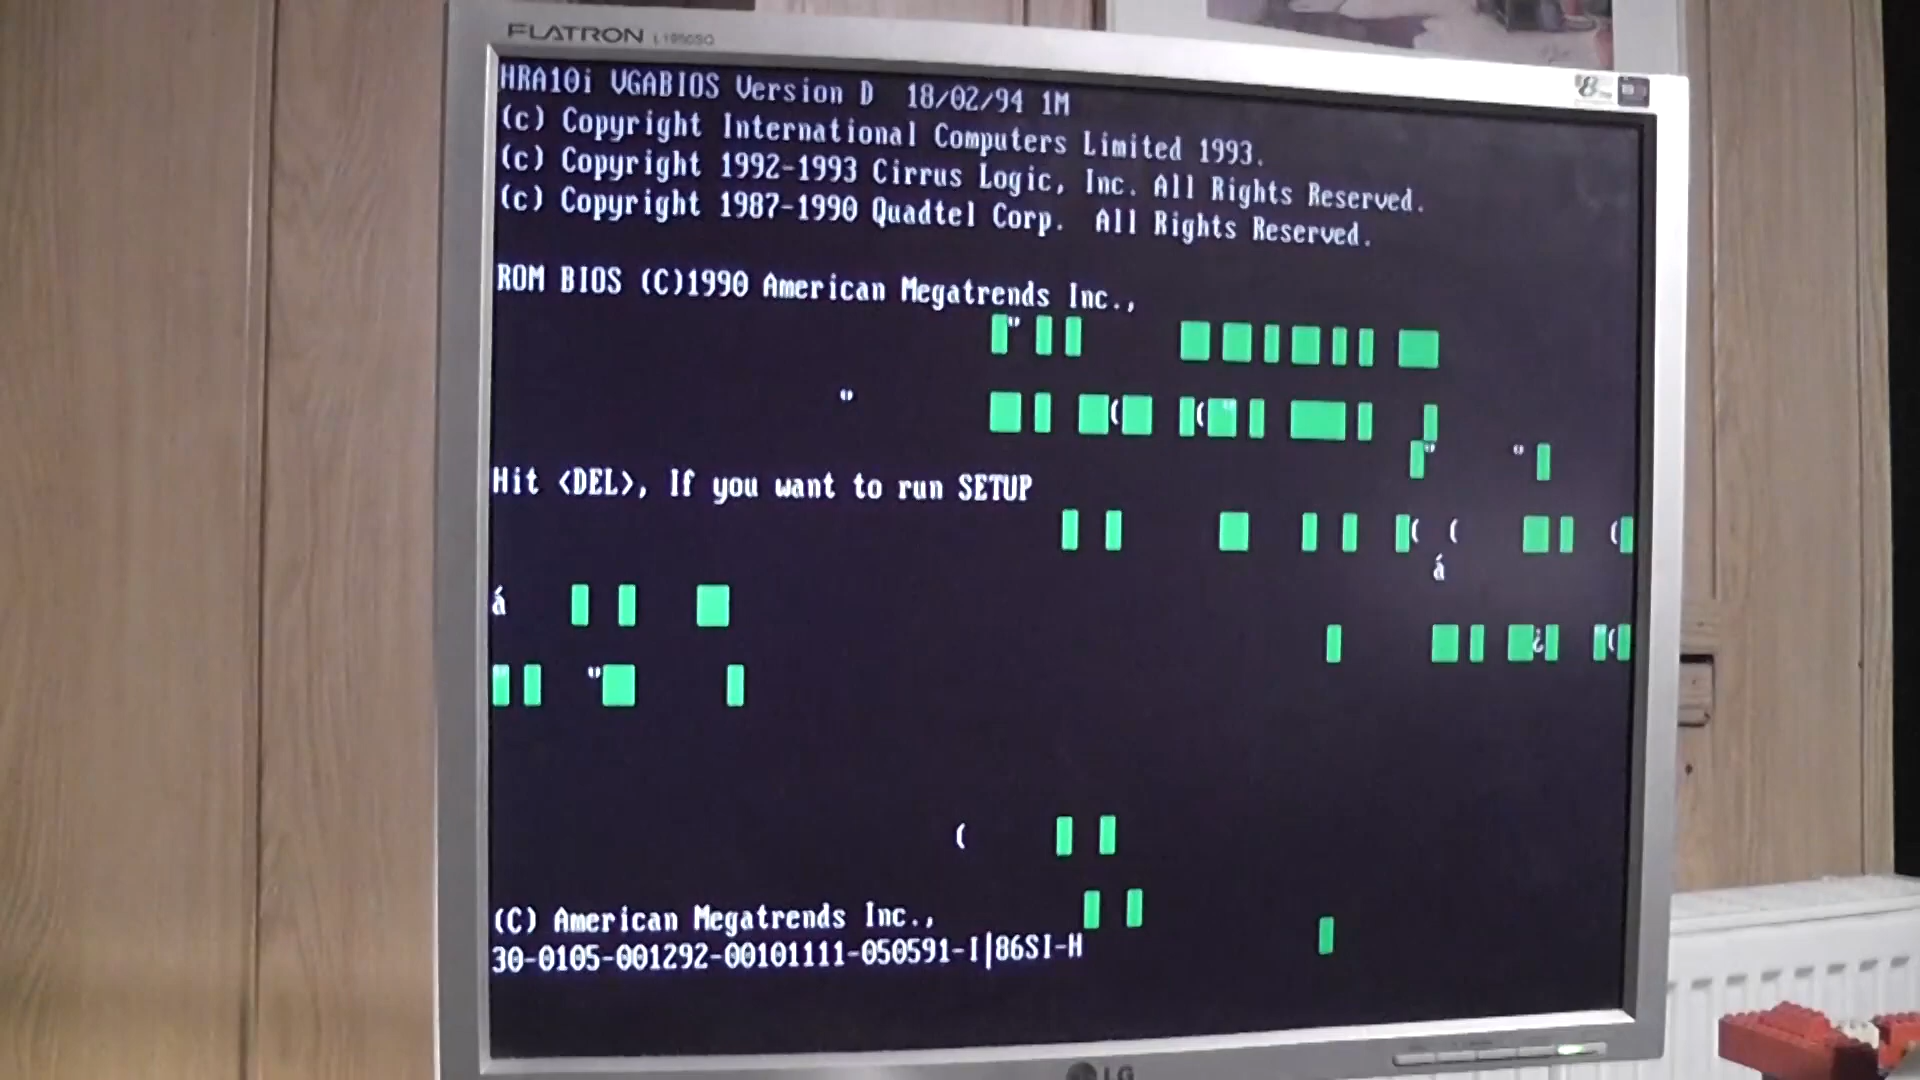 FLATRON L1950SQ
HRA10i VGABIOS Version D  18/02/94 1M
(c) Copyright International Computers Limited 1993.
(c) Copyright 1992-1993 Cirrus Logic, Inc. All Rights Reserved.
(c) Copyright 1987-1990 Quadtel Corp.  All Rights Reserved.
ROM BIOS (C)1990 American Megatrends Inc.,
"
" ( ( "
" "
Hit <DEL>, If you want to run SETUP
( ( (
á
á
¿ " (
" "
(
(C) American Megatrends Inc.,
30-0105-001292-00101111-050591-I|86SI-H
LG